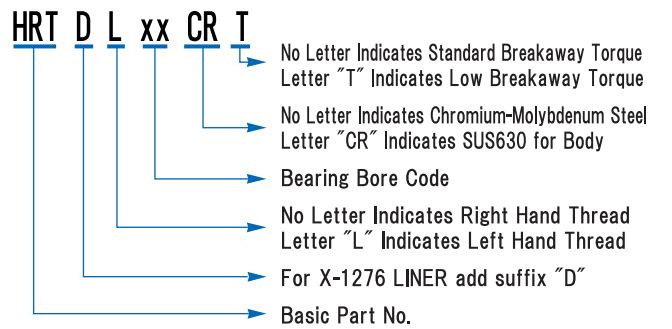 HRT D L xx CR T
No Letter Indicates Standard Breakaway Torque
Letter ″T″ Indicates Low Breakaway Torque
No Letter Indicates Chromium-Molybdenum Steel
Letter ″CR″ Indicates SUS630 for Body
Bearing Bore Code
No Letter Indicates Right Hand Thread
Letter ″L″ Indicates Left Hand Thread
For X-1276 LINER add suffix ″D″
Basic Part No.